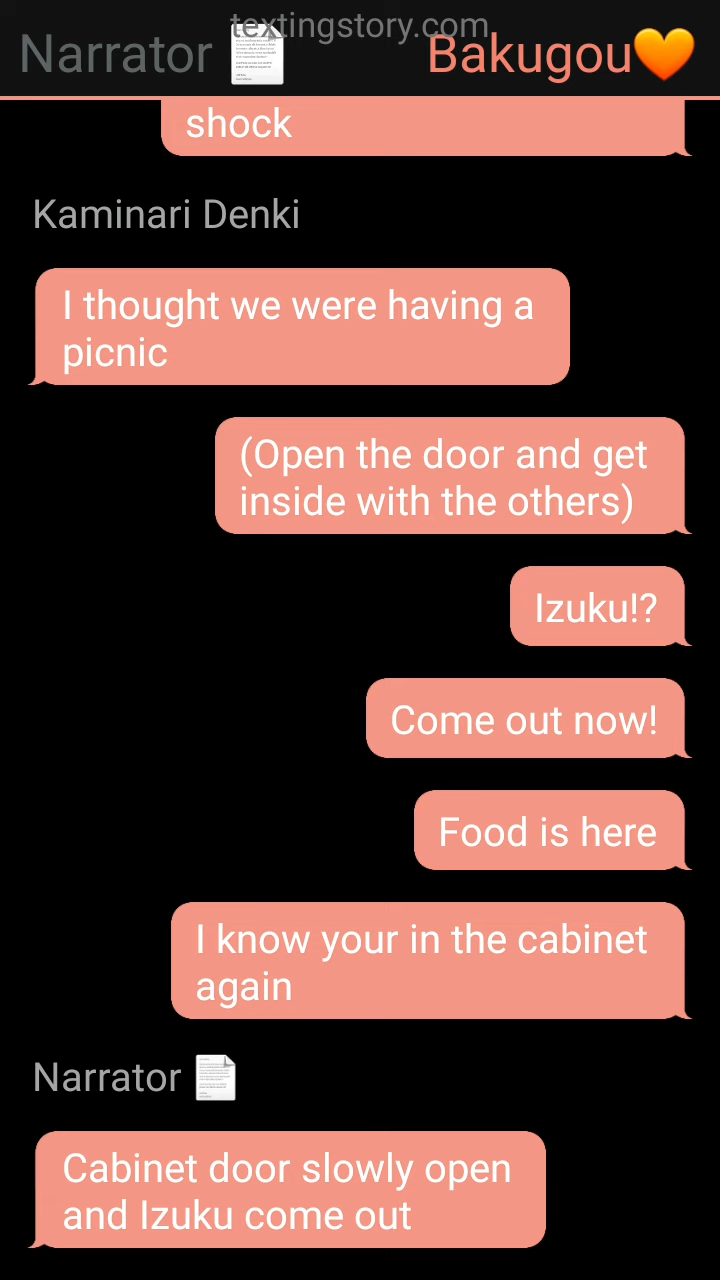 textingstory.com
Narrator
Bakugou
shock
Kaminari Denki
I thought we were having a
picnic
(Open the door and get
inside with the others)
Izuku!?
Come out now!
Food is here
I know your in the cabinet
again
Narrator
Cabinet door slowly open
and Izuku come out